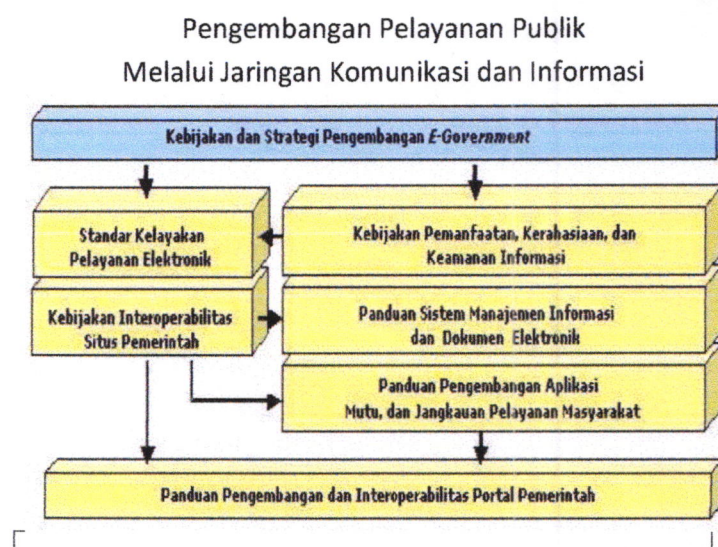 Pengembangan Pelayanan Publik
Melalui Jaringan Komunikasi dan Informasi
Kebijakan dan Strategi Pengembangan E-Government
Standar Kelayakan
Pelayanan Elektronik
Kebijakan Pemanfaatan, Kerahasiaan, dan
Keamanan Informasi
Kebijakan Interoperabilitas
Situs Pemerintah
Panduan Sistem Manajemen Informasi
dan Dokumen Elektronik
Panduan Pengembangan Aplikasi
Mutu, dan Jangkauan Pelayanan Masyarakat
Panduan Pengembangan dan Interoperabilitas Portal Pemerintah